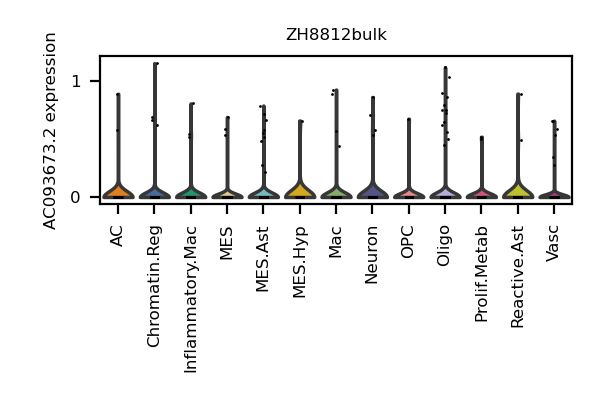 ZH8812bulk
AC093673.2 expression
1
0
AC
Chromatin.Reg
Inflammatory.Mac
MES
MES.Ast
MES.Hyp
Mac
Neuron
OPC
Oligo
Prolif.Metab
Reactive.Ast
Vasc